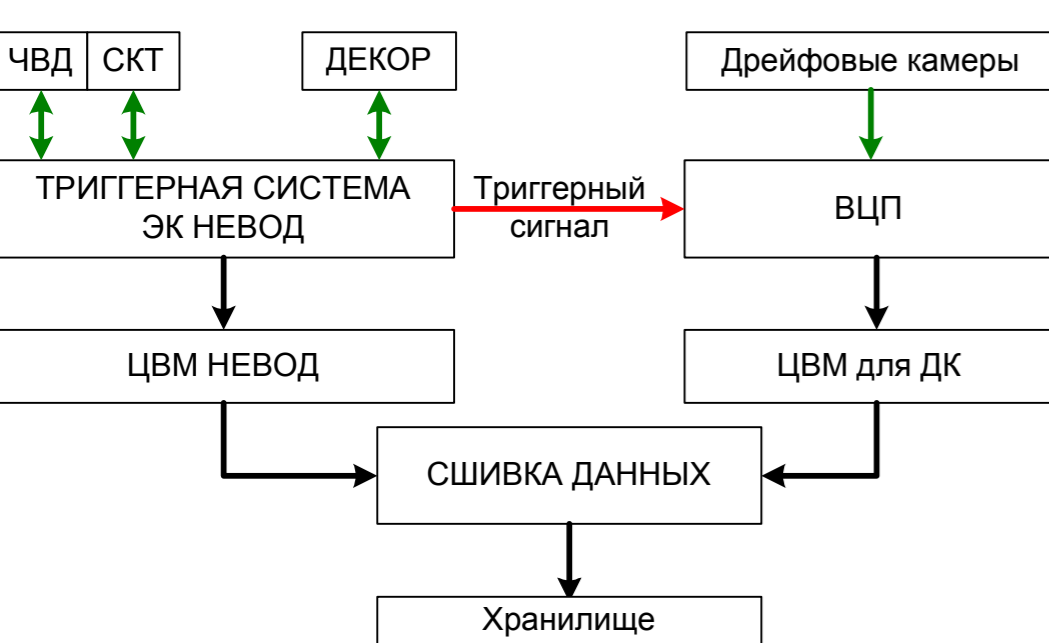 ЧВД
СКТ
ДЕКОР
Дрейфовые камеры
ТРИГГЕРНАЯ СИСТЕМА
ЭК НЕВОД
Триггерный
сигнал
ВЦП
ЦВМ НЕВОД
ЦВМ для ДК
СШИВКА ДАННЫХ
Хранилище